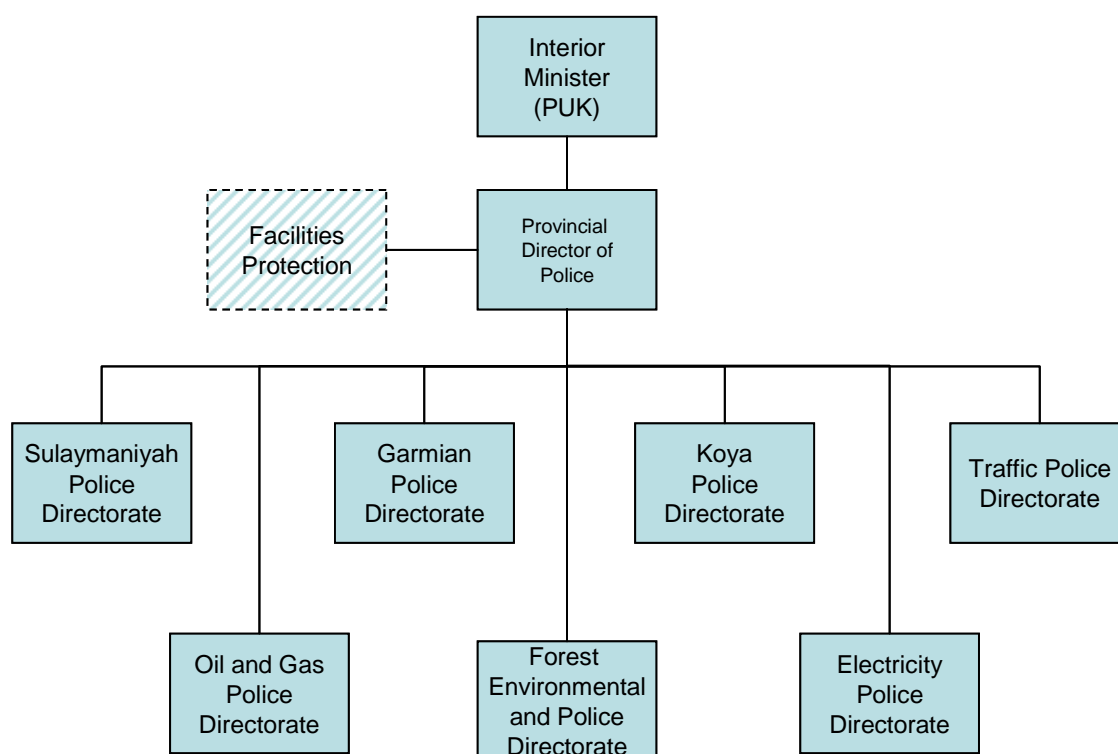 Interior
Minister
(PUK)
Facilities
Protection
Provincial
Director of
Police
Sulaymaniyah
Police
Directorate
Garmian
Police
Directorate
Koya
Police
Directorate
Traffic Police
Directorate
Oil and Gas
Police
Directorate
Forest
Environmental
and Police
Directorate
Electricity
Police
Directorate